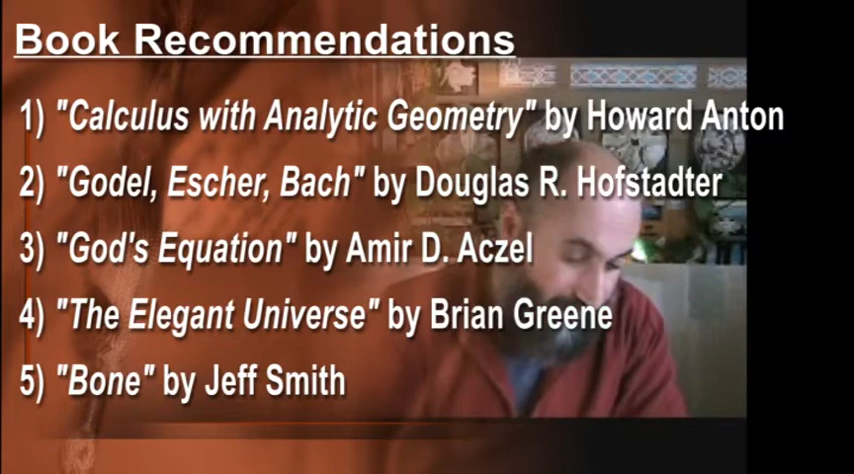 Book Recommendations
1) "Calculus with Analytic Geometry" by Howard Anton
2) "Godel, Escher, Bach" by Douglas R. Hofstadter
3) "God's Equation" by Amir D. Aczel
4) "The Elegant Universe" by Brian Greene
5) "Bone" by Jeff Smith